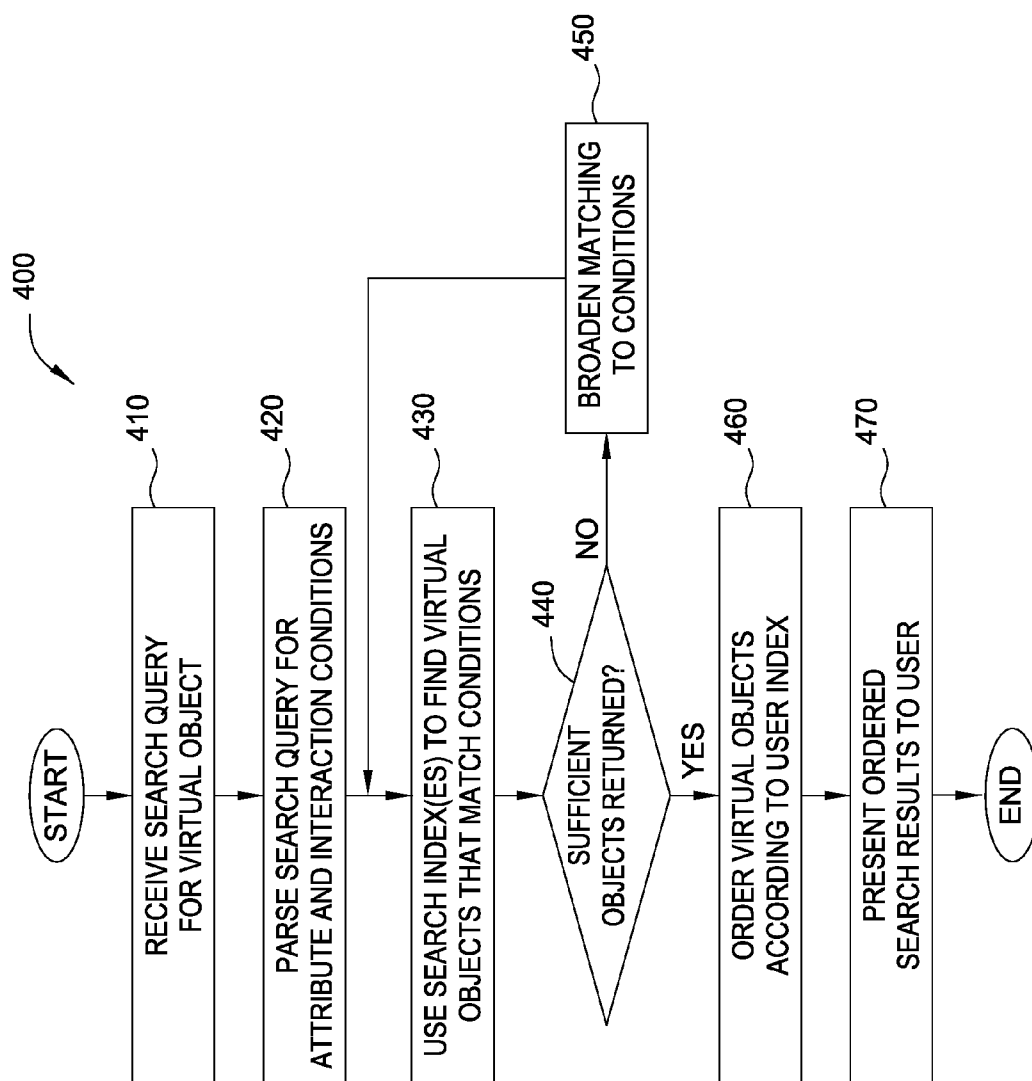 400
START
410
RECEIVE SEARCH QUERY
FOR VIRTUAL OBJECT
420
PARSE SEARCH QUERY FOR
ATTRIBUTE AND INTERACTION CONDITIONS
430
USE SEARCH INDEX(ES) TO FIND VIRTUAL
OBJECTS THAT MATCH CONDITIONS
440
SUFFICIENT
OBJECTS RETURNED?
NO
450
BROADEN MATCHING
TO CONDITIONS
YES
460
ORDER VIRTUAL OBJECTS
ACCORDING TO USER INDEX
470
PRESENT ORDERED
SEARCH RESULTS TO USER
END